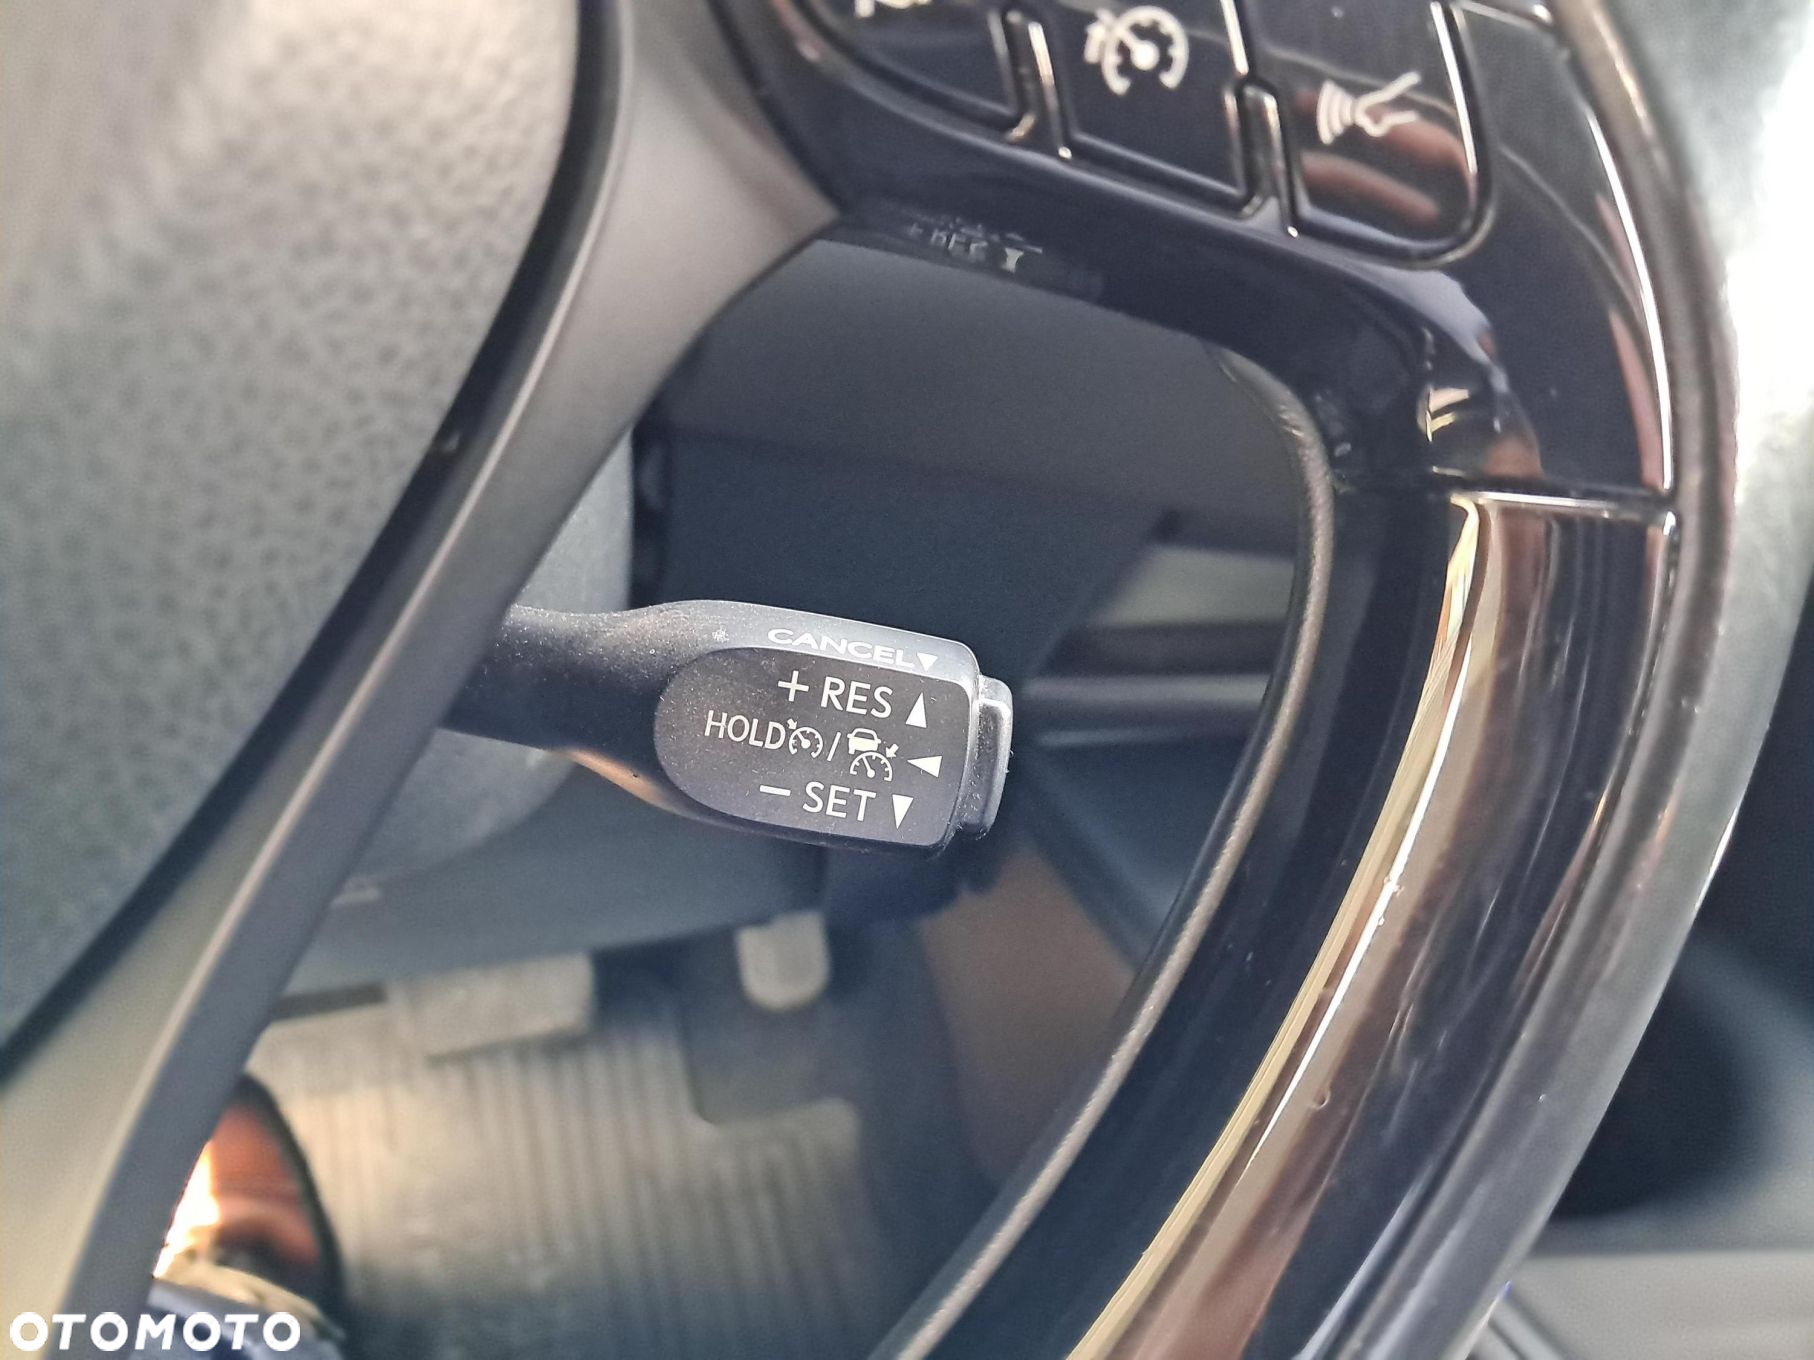 CANCEL▼
+ RES ▲
HOLD / ◀
− SET ▼
OTOMOTO